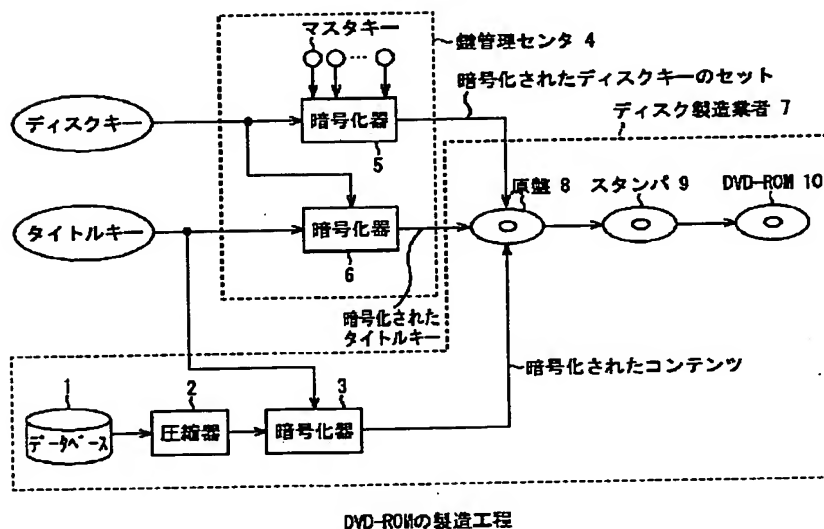 マスタキー
鍵管理センタ 4
暗号化されたディスクキーのセット
ディスク製造業者 7
ディスクキー
暗号化器
5
原盤 8
スタンパ 9
DVD-ROM 10
タイトルキー
暗号化器
6
暗号化された
タイトルキー
暗号化されたコンテンツ
1
データベース
2
圧縮器
3
暗号化器
DVD-ROMの製造工程